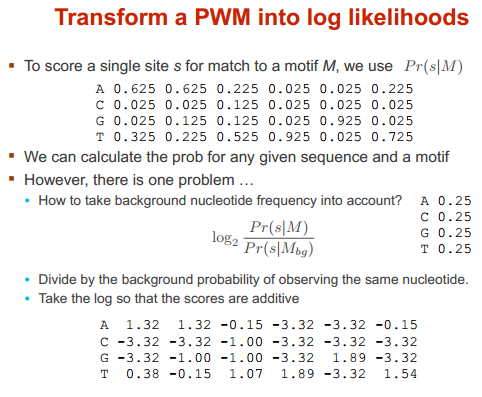 Transform a PWM into log likelihoods
▪ To score a single site s for match to a motif M, we use Pr(s|M)
A 0.625 0.625 0.225 0.025 0.025 0.225
C 0.025 0.025 0.125 0.025 0.025 0.025
G 0.025 0.125 0.125 0.025 0.925 0.025
T 0.325 0.225 0.525 0.925 0.025 0.725
▪ We can calculate the prob for any given sequence and a motif
▪ However, there is one problem …
• How to take background nucleotide frequency into account?
A 0.25
C 0.25
G 0.25
T 0.25
log₂ Pr(s|M) / Pr(s|M_bg)
• Divide by the background probability of observing the same nucleotide.
• Take the log so that the scores are additive
A 1.32 1.32 -0.15 -3.32 -3.32 -0.15
C -3.32 -3.32 -1.00 -3.32 -3.32 -3.32
G -3.32 -1.00 -1.00 -3.32 1.89 -3.32
T 0.38 -0.15 1.07 1.89 -3.32 1.54